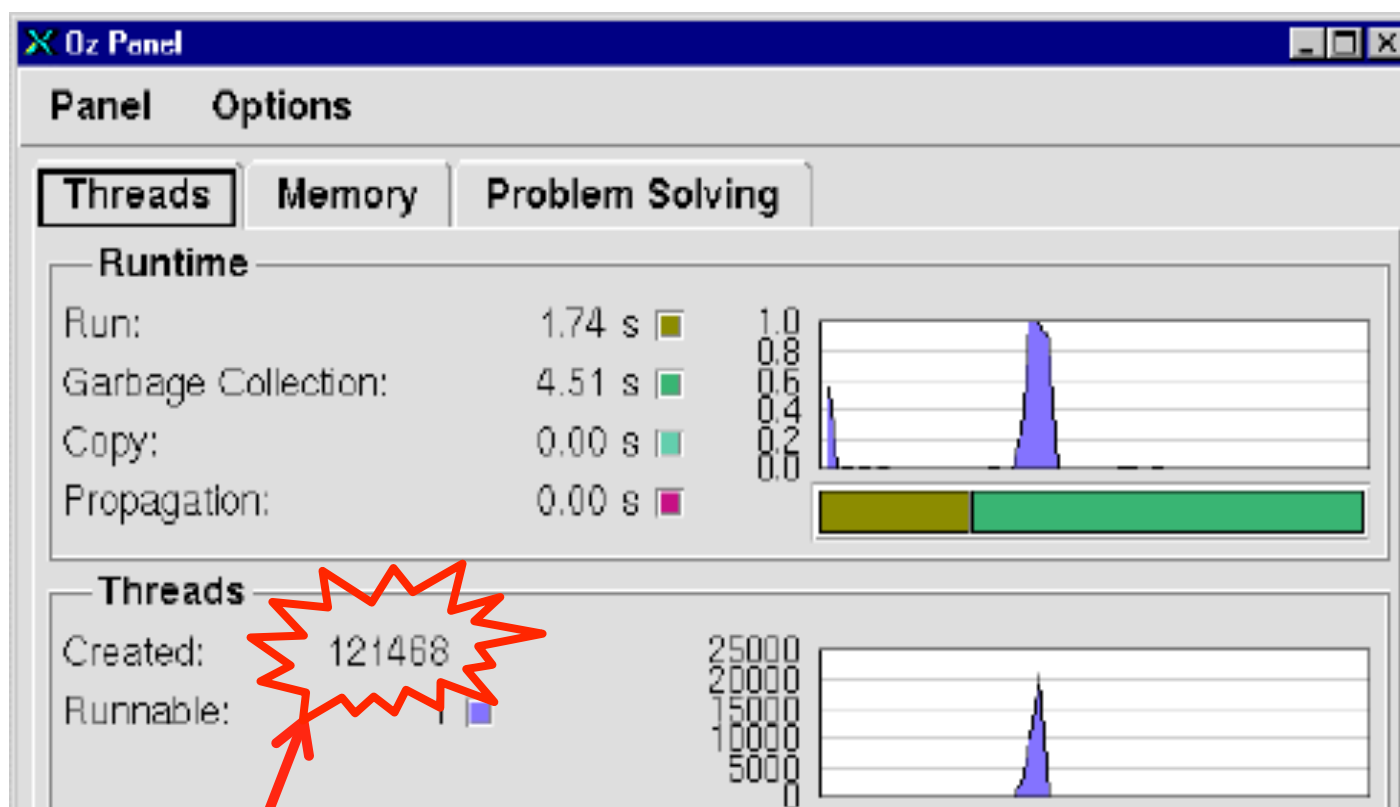 Oz Panel
Panel Options
Threads Memory Problem Solving
Runtime
Run: 1.74 s
Garbage Collection: 4.51 s
Copy: 0.00 s
Propagation: 0.00 s
1.0
0.8
0.6
0.4
0.2
0.0
Threads
Created: 121468
Runnable: 1
25000
20000
15000
10000
5000
0